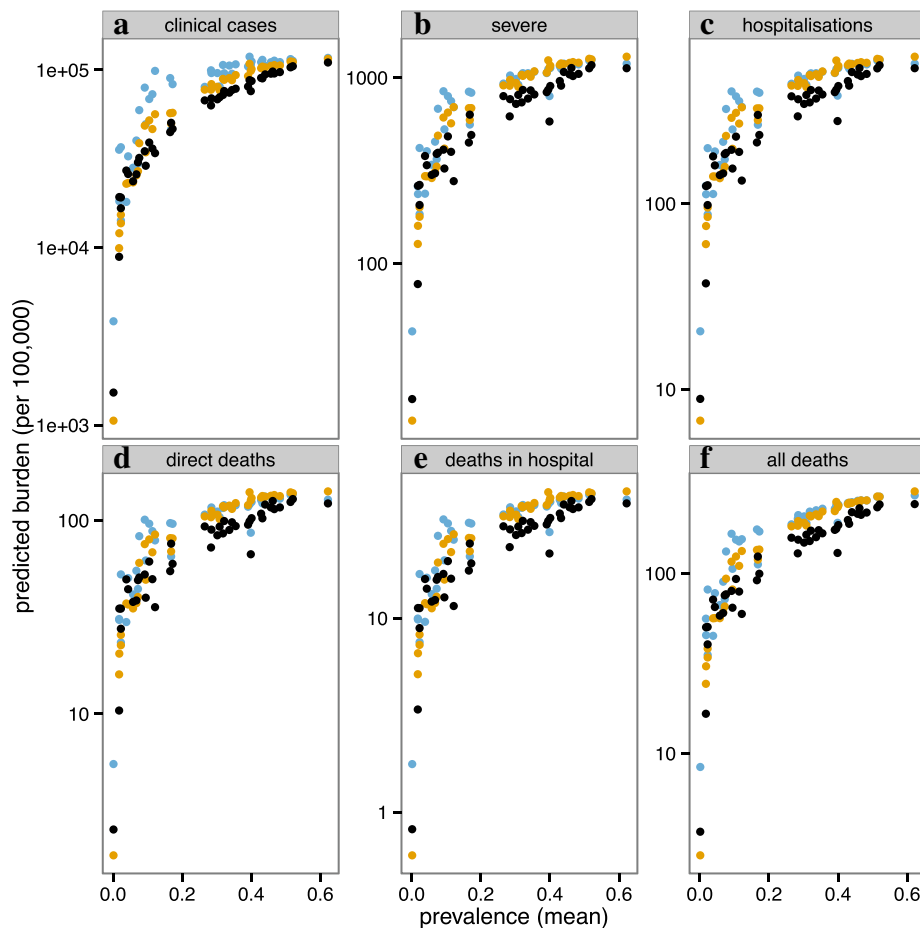 a clinical cases
b severe
c hospitalisations
1e+05
1e+04
1e+03
1000
100
100
10
predicted burden (per 100,000)
d direct deaths
e deaths in hospital
f all deaths
100
10
10
1
100
10
0.0 0.2 0.4 0.6
0.0 0.2 0.4 0.6
0.0 0.2 0.4 0.6
prevalence (mean)